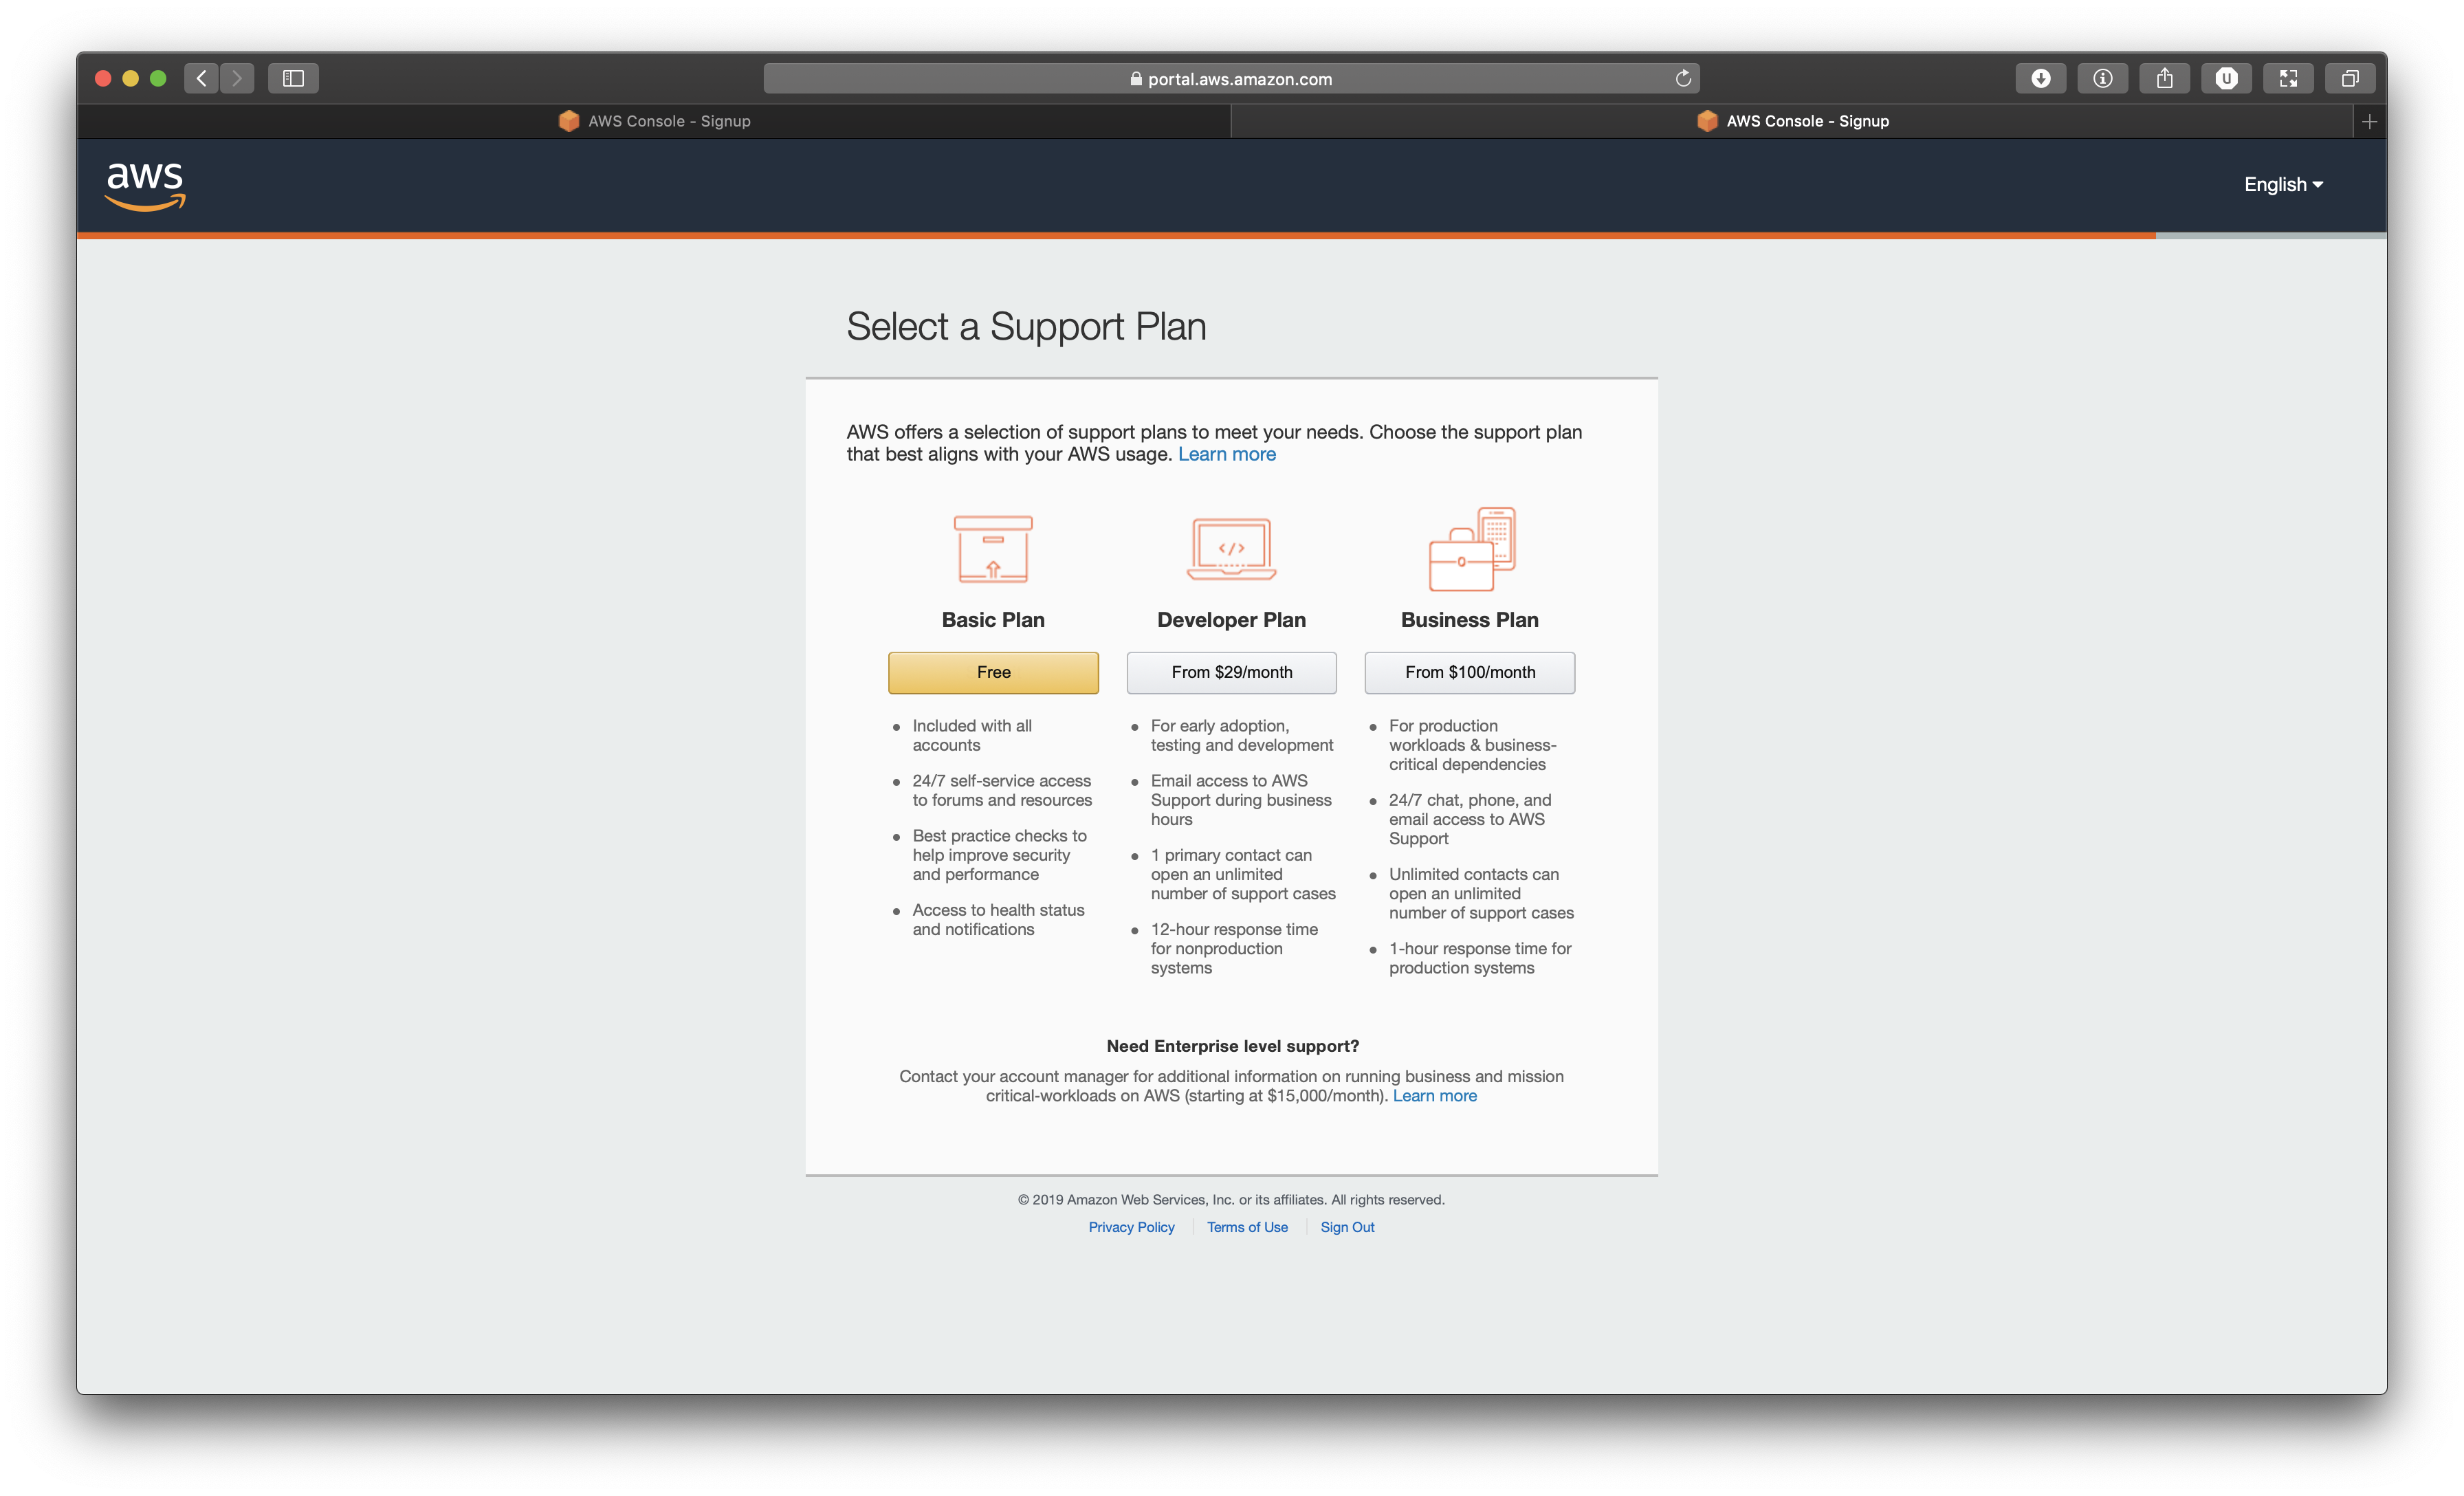 portal.aws.amazon.com
AWS Console - Signup
AWS Console - Signup
aws
English
Select a Support Plan
AWS offers a selection of support plans to meet your needs. Choose the support plan
that best aligns with your AWS usage. Learn more
</>
Basic Plan
Free
Included with all
accounts
24/7 self-service access
to forums and resources
Best practice checks to
help improve security
and performance
Access to health status
and notifications
Developer Plan
From $29/month
For early adoption,
testing and development
Email access to AWS
Support during business
hours
1 primary contact can
open an unlimited
number of support cases
12-hour response time
for nonproduction
systems
Business Plan
From $100/month
For production
workloads & business-
critical dependencies
24/7 chat, phone, and
email access to AWS
Support
Unlimited contacts can
open an unlimited
number of support cases
1-hour response time for
production systems
Need Enterprise level support?
Contact your account manager for additional information on running business and mission
critical-workloads on AWS (starting at $15,000/month). Learn more
© 2019 Amazon Web Services, Inc. or its affiliates. All rights reserved.
Privacy Policy | Terms of Use | Sign Out